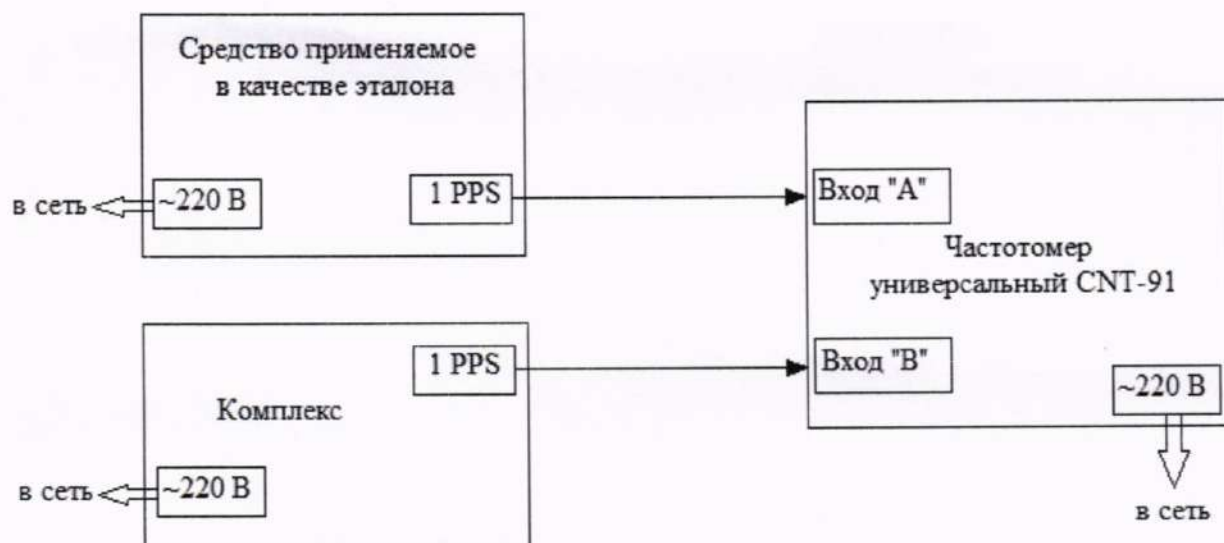 Средство применяемое
в качестве эталона
в сеть
~220 В
1 PPS
Вход "А"
Частотомер
универсальный CNT-91
1 PPS
Вход "В"
~220 В
Комплекс
в сеть
~220 В
в сеть